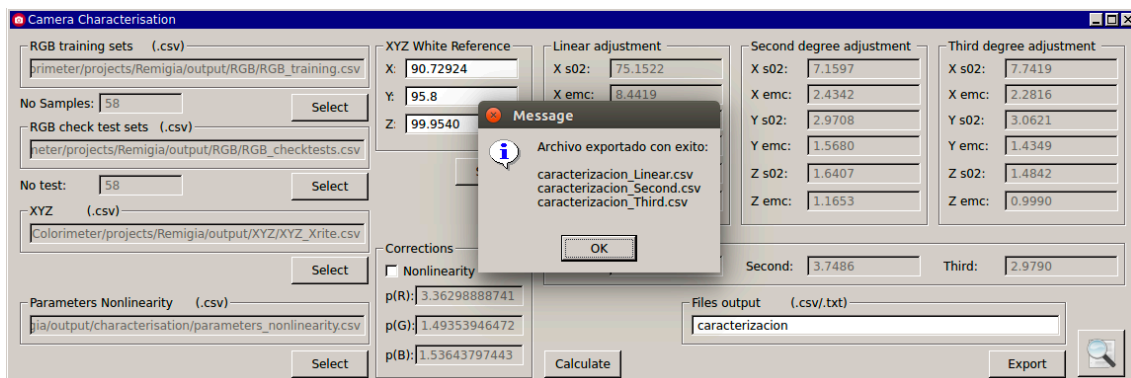 Camera Characterisation
RGB training sets (.csv)
orimeter/projects/Remigia/output/RGB/RGB_training.csv
No Samples: 58
Select
RGB check test sets (.csv)
neter/projects/Remigia/output/RGB/RGB_checktests.csv
No test: 58
Select
XYZ (.csv)
Colorimeter/projects/Remigia/output/XYZ/XYZ_Xrite.csv
Select
Parameters Nonlinearity (.csv)
gia/output/characterisation/parameters_nonlinearity.csv
Select
XYZ White Reference
X: 90.72924
Y: 95.8
Z: 99.9540
Corrections
Nonlinearity
p(R): 3.36298888741
p(G): 1.49353946472
p(B): 1.53643797443
Linear adjustment
X s02: 75.1522
X emc: 8.4419
Message
Archivo exportado con exito:
caracterizacion_Linear.csv
caracterizacion_Second.csv
caracterizacion_Third.csv
OK
Second degree adjustment
X s02: 7.1597
X emc: 2.4342
Y s02: 2.9708
Y emc: 1.5680
Z s02: 1.6407
Z emc: 1.1653
Third degree adjustment
X s02: 7.7419
X emc: 2.2816
Y s02: 3.0621
Y emc: 1.4349
Z s02: 1.4842
Z emc: 0.9990
Second: 3.7486
Third: 2.9790
Files output (.csv/.txt)
caracterizacion
Calculate
Export